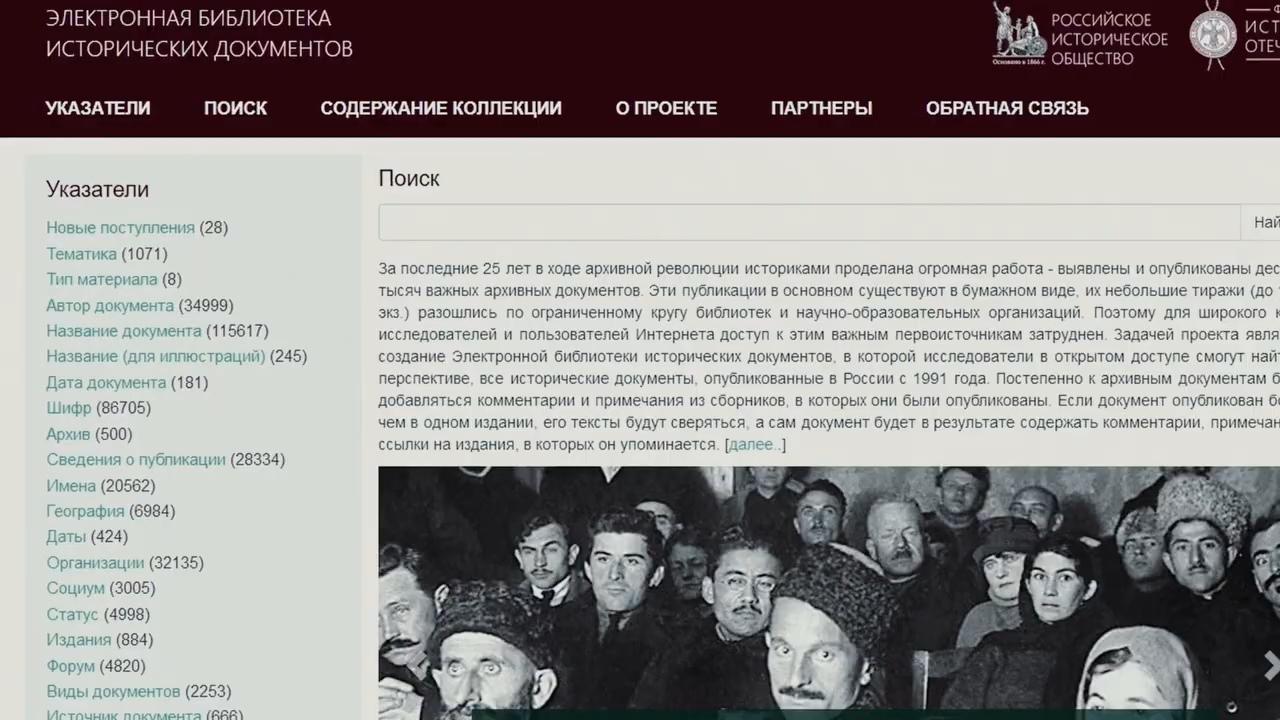 ЭЛЕКТРОННАЯ БИБЛИОТЕКА
ИСТОРИЧЕСКИХ ДОКУМЕНТОВ
РОССИЙСКОЕ
ИСТОРИЧЕСКОЕ
ОБЩЕСТВО
Основано в 1866 г.
УКАЗАТЕЛИ ПОИСК СОДЕРЖАНИЕ КОЛЛЕКЦИИ О ПРОЕКТЕ ПАРТНЕРЫ ОБРАТНАЯ СВЯЗЬ
Указатели
Новые поступления (28)
Тематика (1071)
Тип материала (8)
Автор документа (34999)
Название документа (115617)
Название (для иллюстраций) (245)
Дата документа (181)
Шифр (86705)
Архив (500)
Сведения о публикации (28334)
Имена (20562)
География (6984)
Даты (424)
Организации (32135)
Социум (3005)
Статус (4998)
Издания (884)
Форум (4820)
Виды документов (2253)
Источник документа (666)
Поиск
Най
За последние 25 лет в ходе архивной революции историками проделана огромная работа - выявлены и опубликованы дес
тысяч важных архивных документов. Эти публикации в основном существуют в бумажном виде, их небольшие тиражи (до
экз.) разошлись по ограниченному кругу библиотек и научно-образовательных организаций. Поэтому для широкого к
исследователей и пользователей Интернета доступ к этим важным первоисточникам затруднен. Задачей проекта явля
создание Электронной библиотеки исторических документов, в которой исследователи в открытом доступе смогут най
перспективе, все исторические документы, опубликованные в России с 1991 года. Постепенно к архивным документам б
добавляться комментарии и примечания из сборников, в которых они были опубликованы. Если документ опубликован бо
чем в одном издании, его тексты будут сверяться, а сам документ будет в результате содержать комментарии, примечан
ссылки на издания, в которых он упоминается. [далее..]